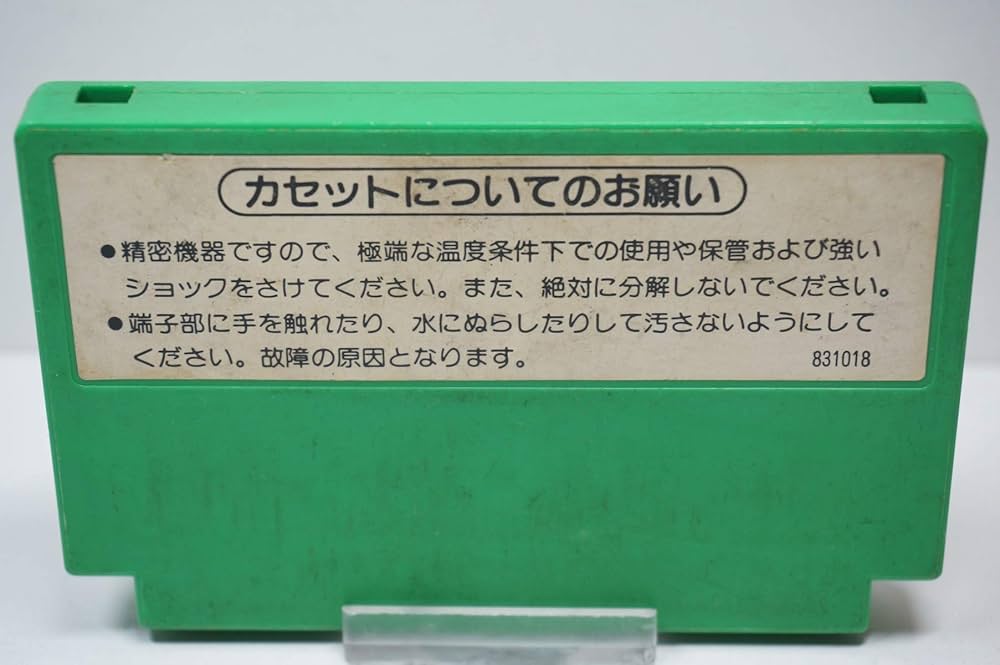 カセットについてのお願い
●精密機器ですので、極端な温度条件下での使用や保管および強い
ショックをさけてください。また、絶対に分解しないでください。
●端子部に手を触れたり、水にぬらしたりして汚さないようにして
ください。故障の原因となります。
831018